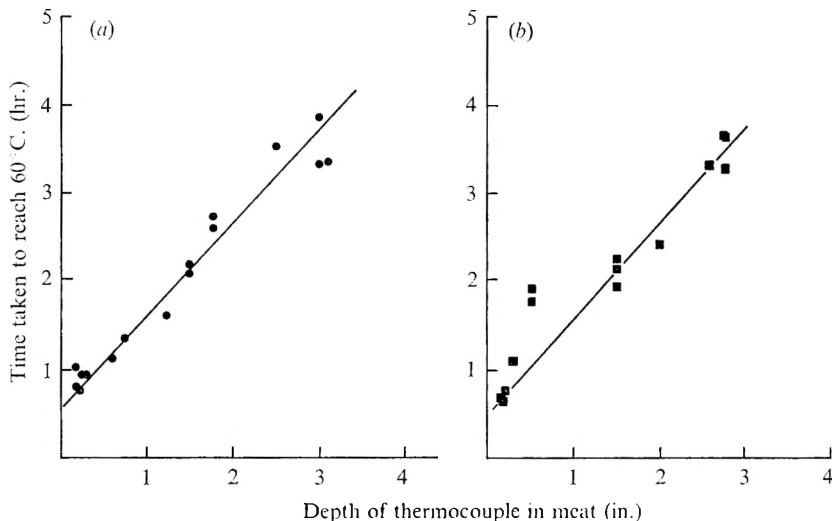 (a)
(b)
Time taken to reach 60°C. (hr.)
5
4
3
2
1
5
4
3
2
1
1 2 3 4
1 2 3 4
Depth of thermocouple in meat (in.)